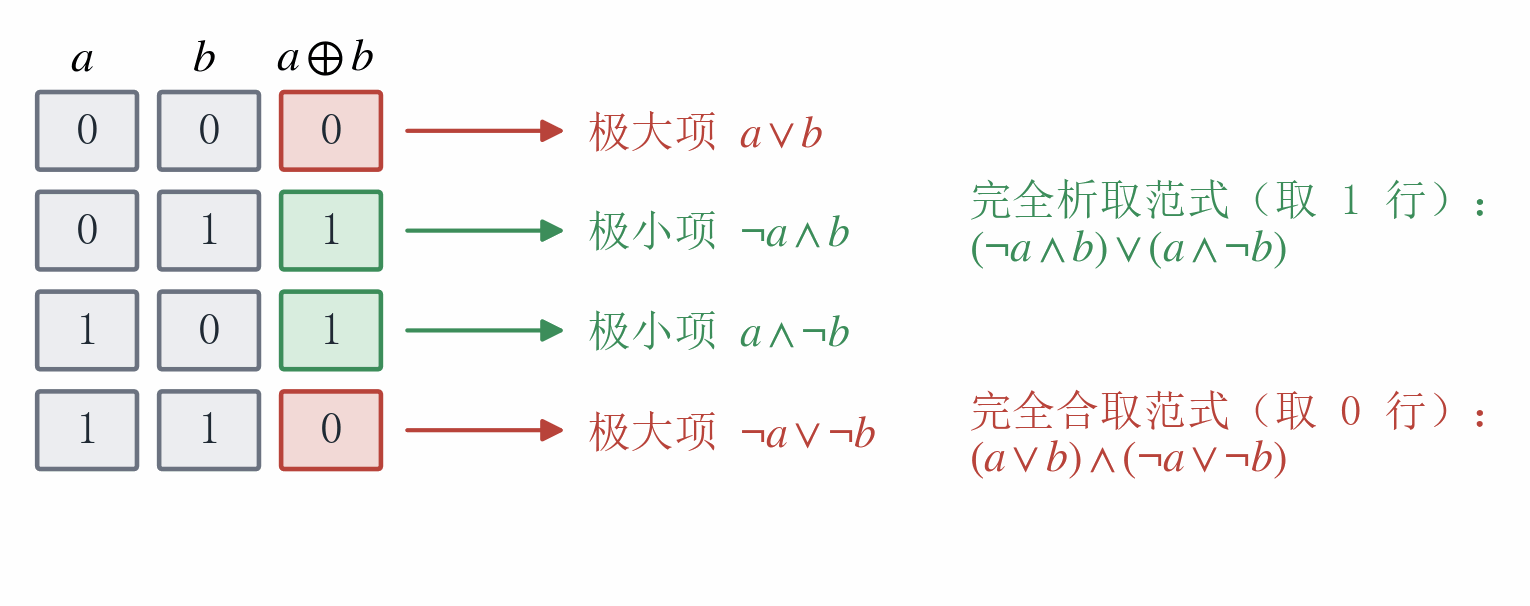 a b a⊕b
0 0 0 极大项 a∨b
0 1 1 极小项 ¬a∧b
完全析取范式（取 1 行）：
(¬a∧b)∨(a∧¬b)
1 0 1 极小项 a∧¬b
1 1 0 极大项 ¬a∨¬b
完全合取范式（取 0 行）：
(a∨b)∧(¬a∨¬b)